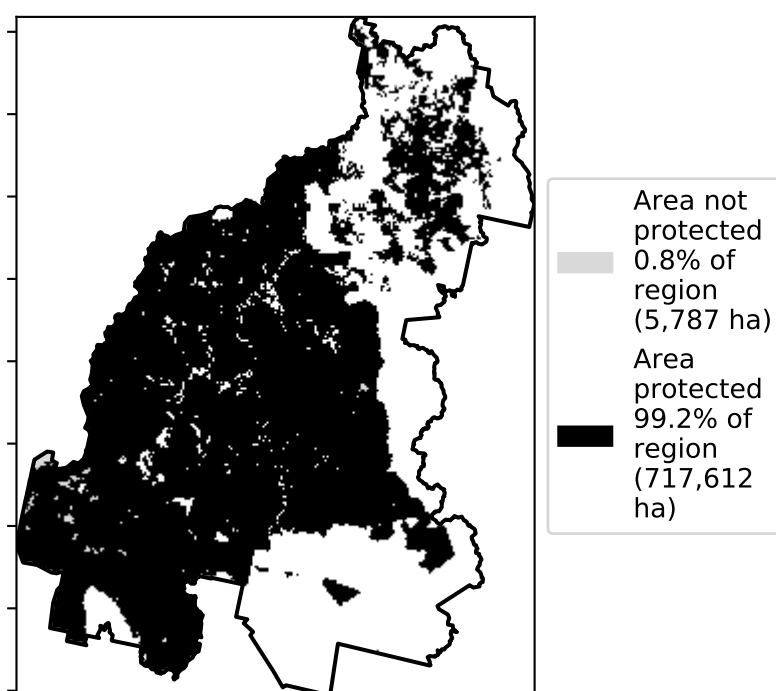 Area not
protected
0.8% of
region
(5,787 ha)
Area
protected
99.2% of
region
(717,612
ha)